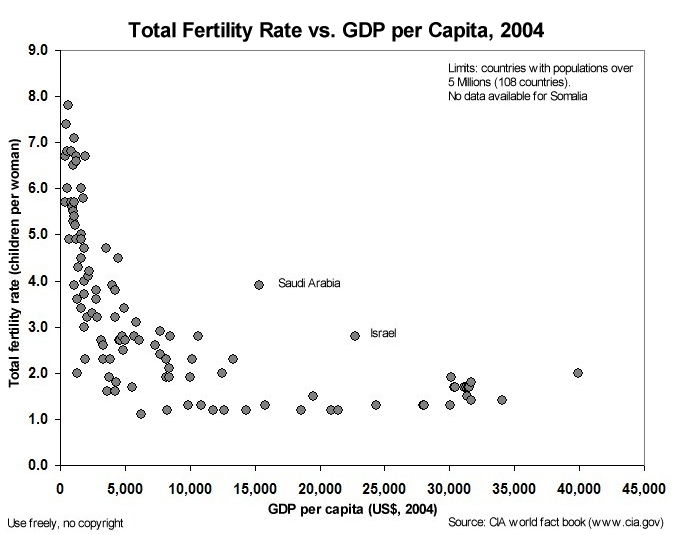 Total Fertility Rate vs. GDP per Capita, 2004
Total fertility rate (children per woman)
9.0
8.0
7.0
6.0
5.0
4.0
3.0
2.0
1.0
0.0
Limits: countries with populations over
5 Millions (108 countries).
No data available for Somalia
Saudi Arabia
Israel
0 5,000 10,000 15,000 20,000 25,000 30,000 35,000 40,000 45,000
GDP per capita (US$, 2004)
Use freely, no copyright
Source: CIA world fact book (www.cia.gov)